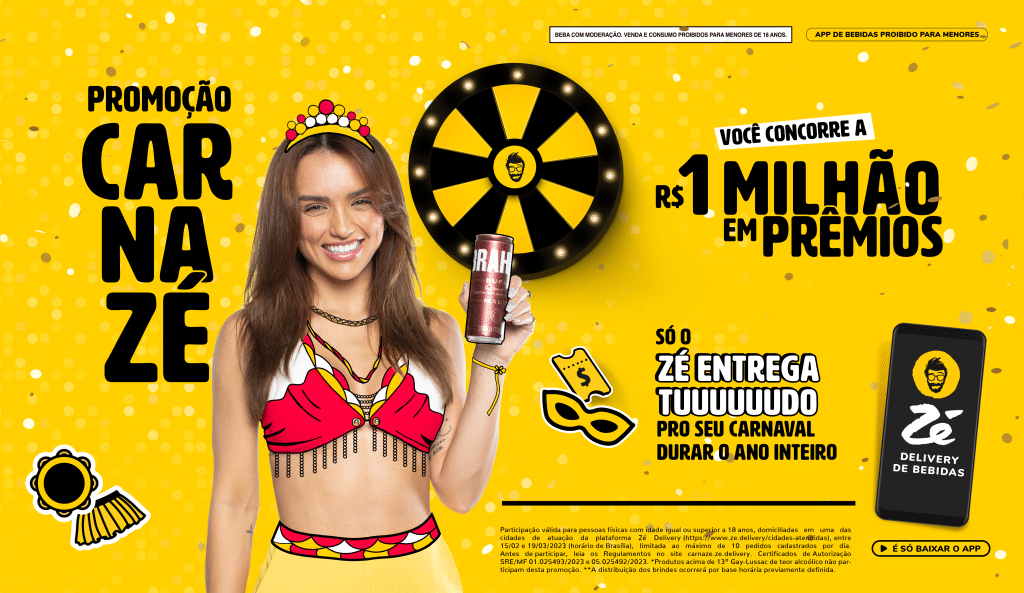 BEBA COM MODERAÇÃO. VENDA E CONSUMO PROIBIDOS PARA MENORES DE 18 ANOS.
APP DE BEBIDAS PROIBIDO PARA MENORES
PROMOÇÃO
CAR
NA
ZÉ
VOCÊ CONCORRE A
R$1 MILHÃO
EM PRÊMIOS
BRAH
SÓ O
ZÉ ENTREGA
TUUUUUUDO
PRO SEU CARNAVAL
DURAR O ANO INTEIRO
$
Zé
DELIVERY
DE BEBIDAS
É SÓ BAIXAR O APP
Participação válida para pessoas físicas com idade igual ou superior a 18 anos, domiciliadas em uma das
cidades de atuação da plataforma Zé Delivery (https://www.ze.delivery/cidades-atendidas), entre
15/02 e 19/03/2023 (horário de Brasília), limitada ao máximo de 10 pedidos cadastrados por dia.
Antes de participar, leia os Regulamentos no site carnaze.ze.delivery. Certificados de Autorização
SRE/MF 01.025493/2023 e 05.025492/2023. *Produtos acima de 13º Gay-Lussac de teor alcoólico não par-
ticipam desta promoção. **A distribuição dos brindes ocorrerá por base horária previamente definida.